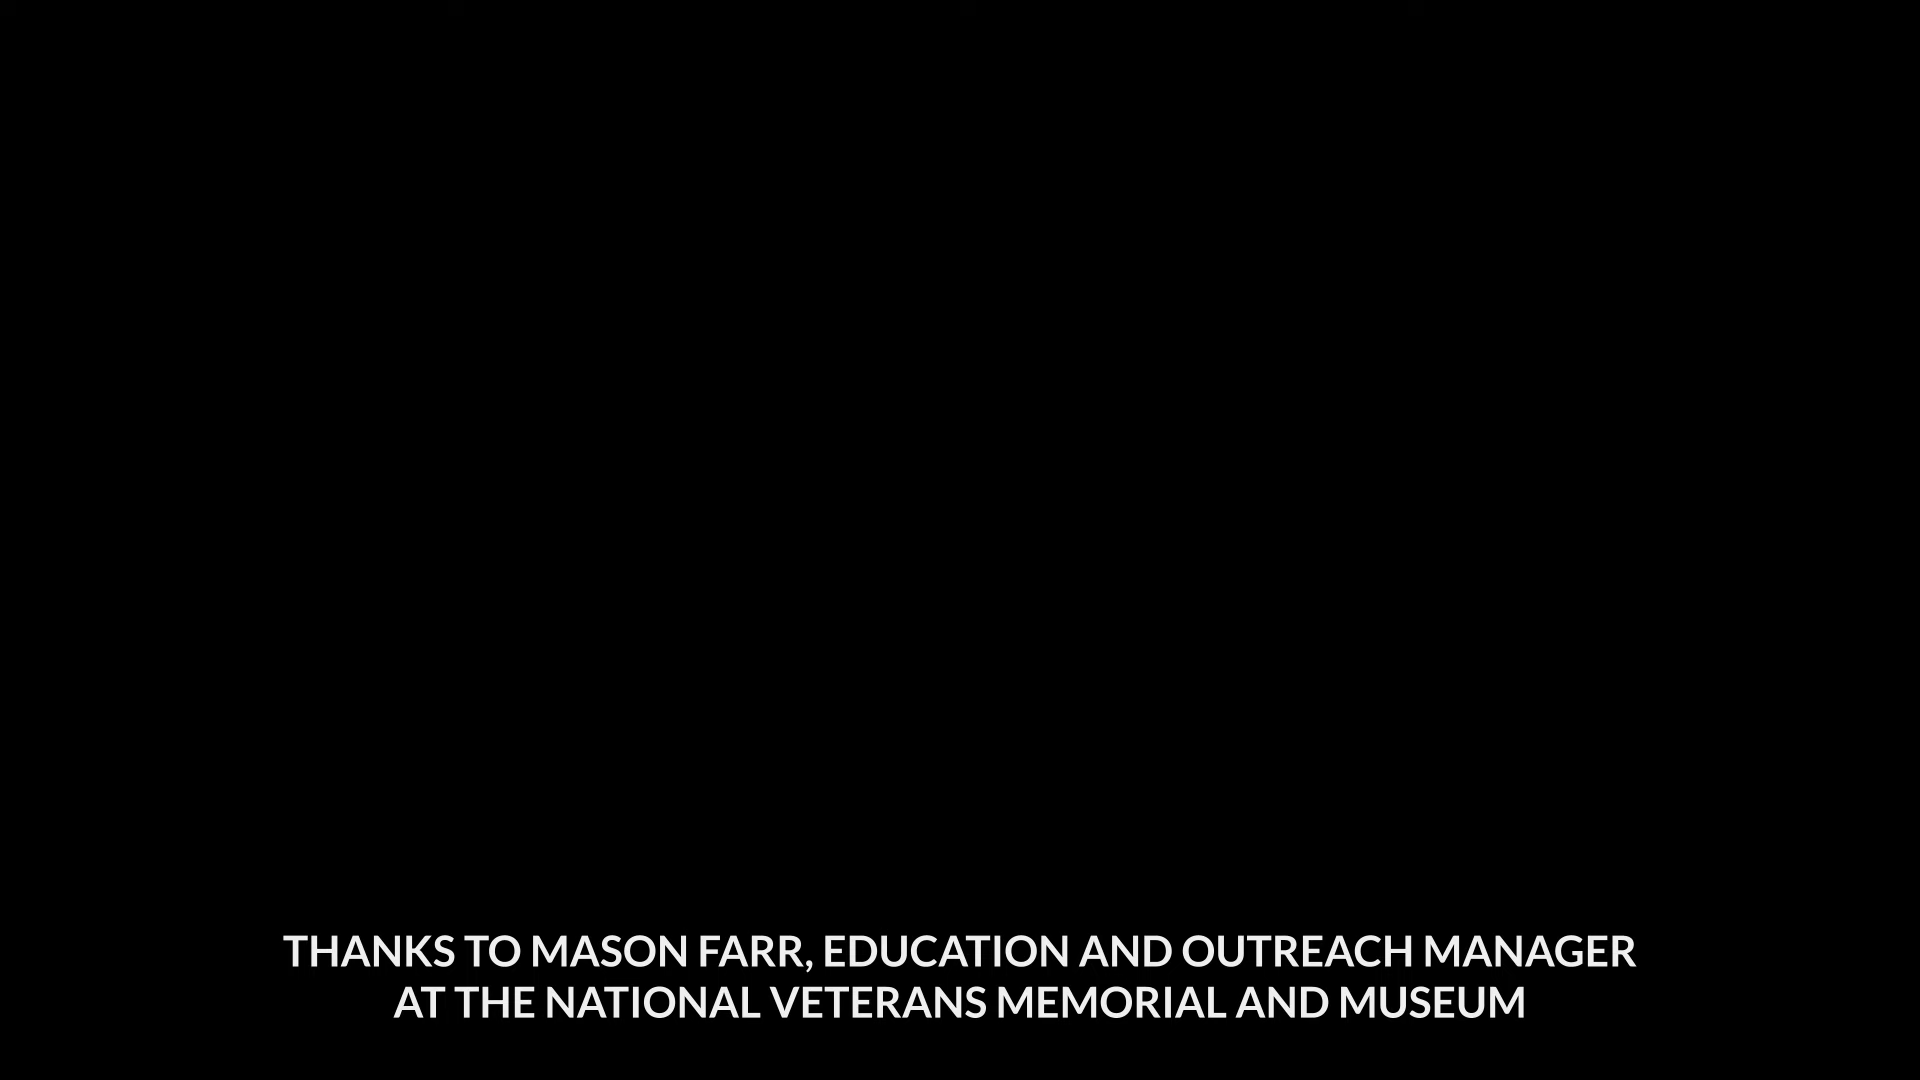 THANKS TO MASON FARR, EDUCATION AND OUTREACH MANAGER
AT THE NATIONAL VETERANS MEMORIAL AND MUSEUM